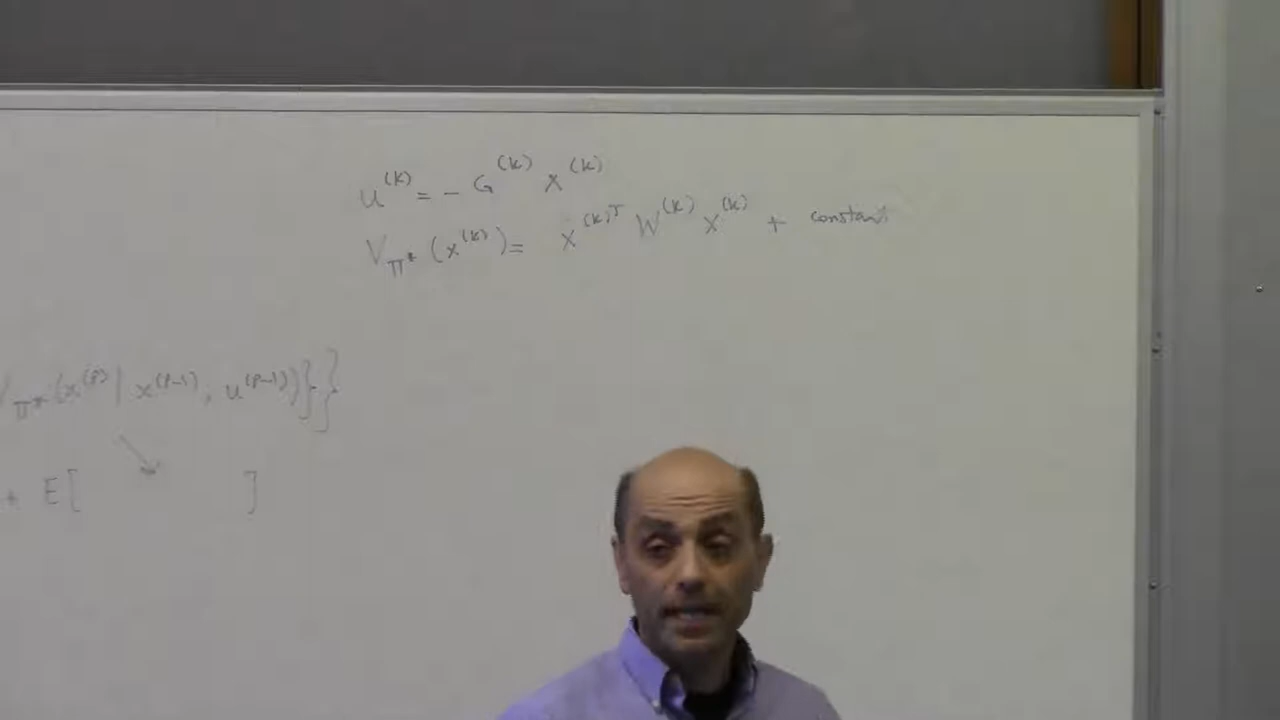 u^(k) = - G^(k) x^(k)
V_π* (x^(k)) = x^(k)T W^(k) x^(k) + constant
V_π* (x^(p) | x^(p-1), u^(p-1))}}
+ E[ ]